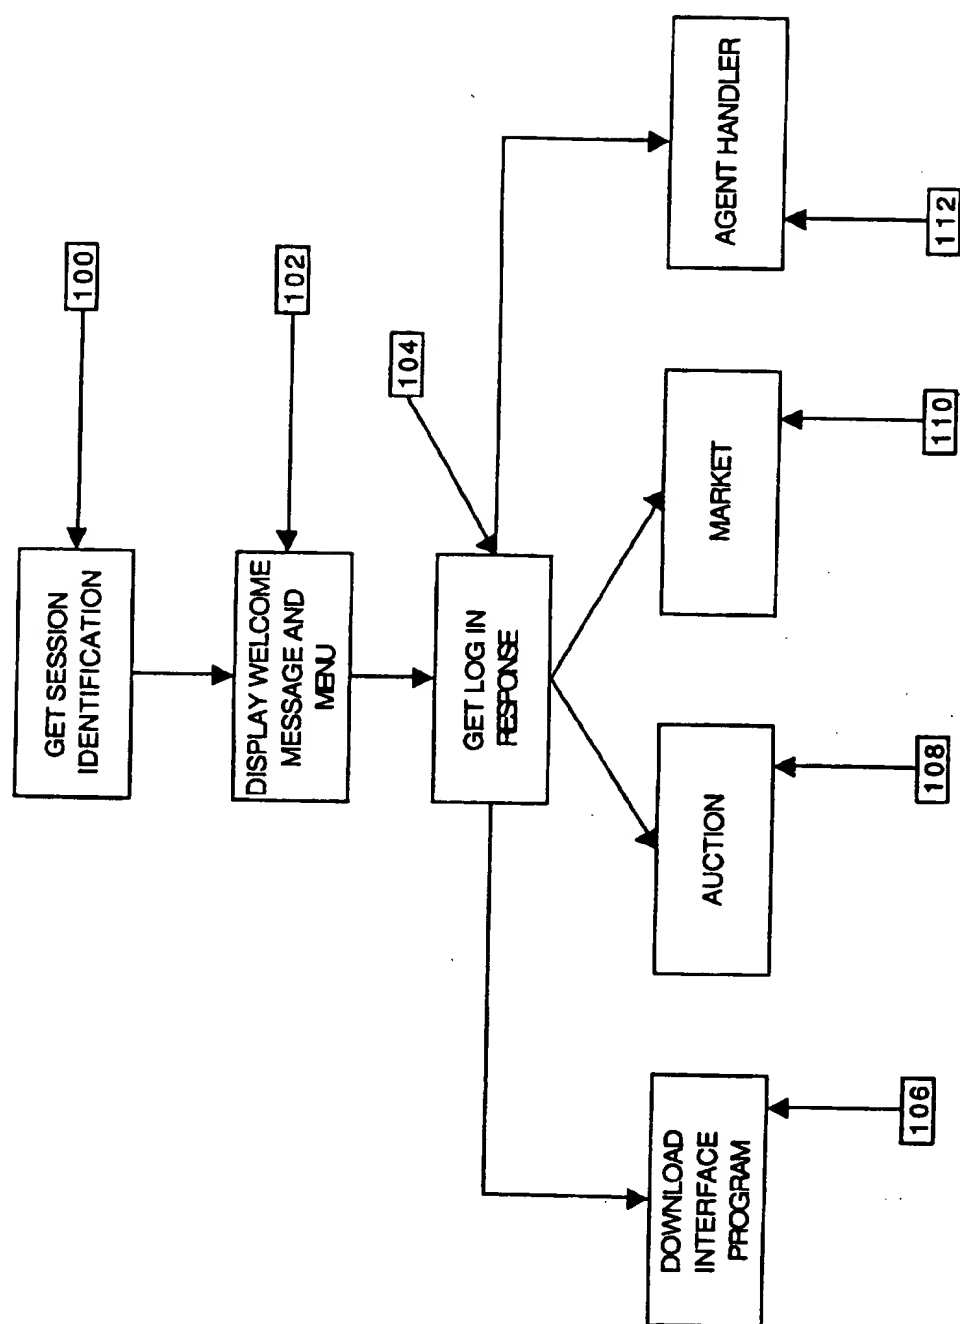 GET SESSION
IDENTIFICATION
100
DISPLAY WELCOME
MESSAGE AND
MENU
102
GET LOG IN
RESPONSE
104
DOWNLOAD
INTERFACE
PROGRAM
106
AUCTION
108
MARKET
110
AGENT HANDLER
112